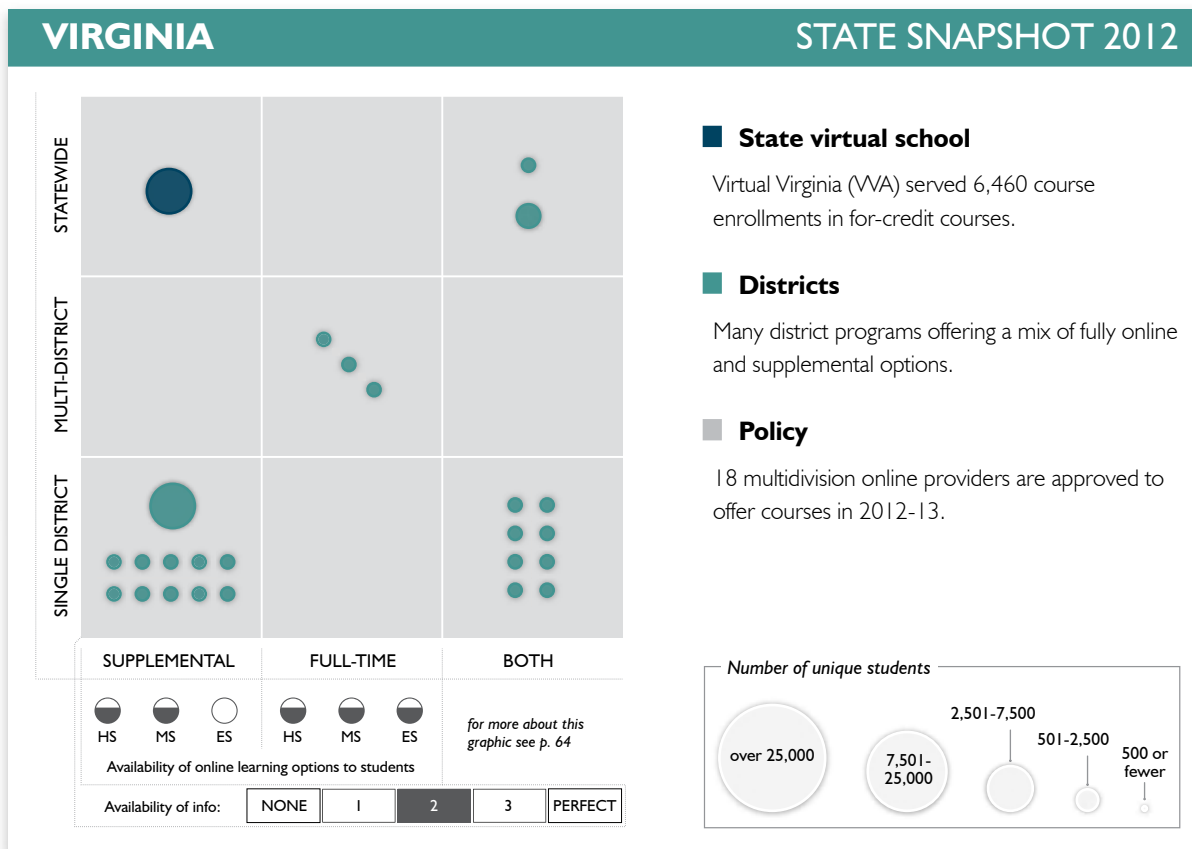 VIRGINIA
STATE SNAPSHOT 2012
STATEWIDE
MULTI-DISTRICT
SINGLE DISTRICT
SUPPLEMENTAL
FULL-TIME
BOTH
HS
MS
ES
HS
MS
ES
for more about this
graphic see p. 64
Availability of online learning options to students
Availability of info:
NONE
1
2
3
PERFECT
State virtual school
Virtual Virginia (VVA) served 6,460 course
enrollments in for-credit courses.
Districts
Many district programs offering a mix of fully online
and supplemental options.
Policy
18 multidivision online providers are approved to
offer courses in 2012-13.
Number of unique students
over 25,000
7,501-
25,000
2,501-7,500
501-2,500
500 or
fewer